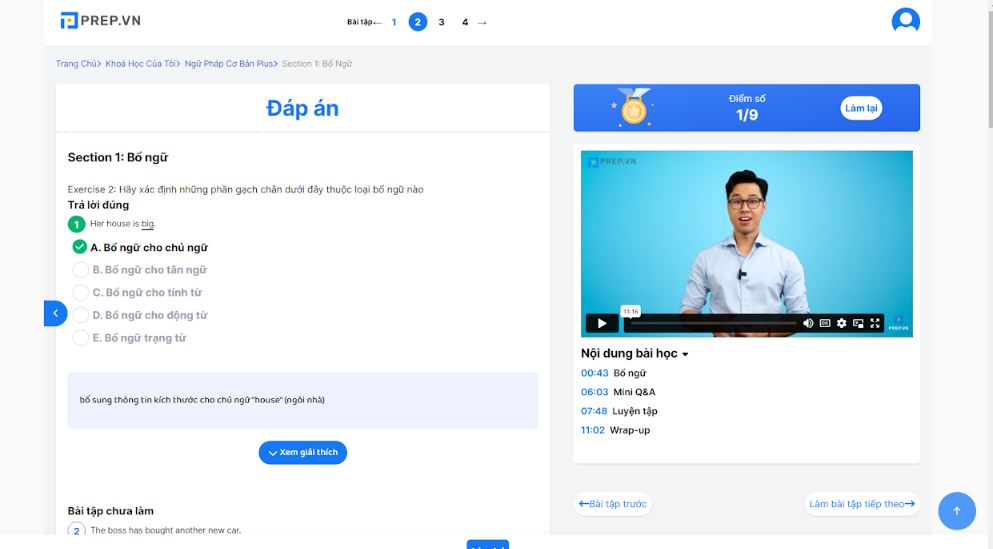 PREP.VN
Bài tập ← 1 2 3 4 →
Trang Chủ> Khoá Học Của Tôi> Ngữ Pháp Cơ Bản Plus> Section 1: Bổ Ngữ
Đáp án
Section 1: Bổ ngữ
Exercise 2: Hãy xác định những phần gạch chân dưới đây thuộc loại bổ ngữ nào
Trả lời đúng
1 Her house is big.
A. Bổ ngữ cho chủ ngữ
B. Bổ ngữ cho tân ngữ
C. Bổ ngữ cho tính từ
D. Bổ ngữ cho động từ
E. Bổ ngữ trạng từ
bổ sung thông tin kích thước cho chủ ngữ "house" (ngôi nhà)
Xem giải thích
Bài tập chưa làm
2 The boss has bought another new car.
Điểm số
1/9
Làm lại
PREP.VN
13:16
PREP.VN
Nội dung bài học
00:43 Bổ ngữ
06:03 Mini Q&A
07:48 Luyện tập
11:02 Wrap-up
←Bài tập trước
Làm bài tập tiếp theo→